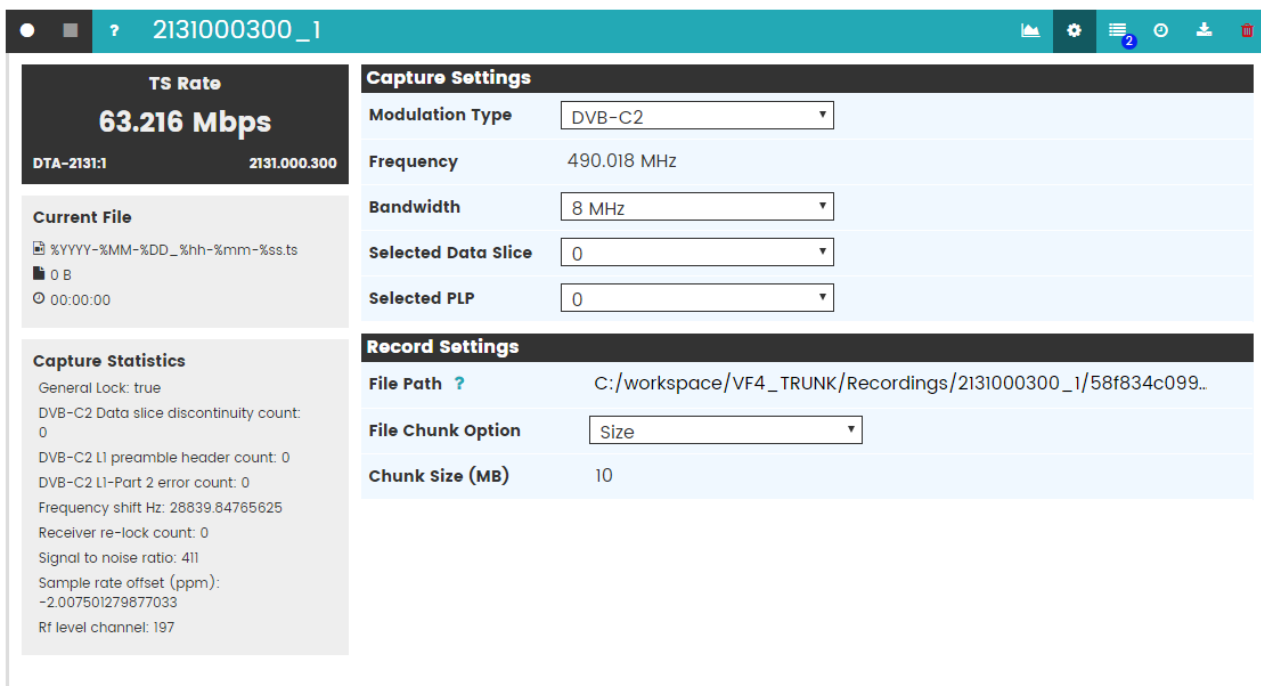 ? 2131000300_1
2
TS Rate
63.216 Mbps
DTA-2131:1 2131.000.300
Current File
%YYYY-%MM-%DD_%hh-%mm-%ss.ts
0 B
00:00:00
Capture Statistics
General Lock: true
DVB-C2 Data slice discontinuity count:
0
DVB-C2 L1 preamble header count: 0
DVB-C2 L1-Part 2 error count: 0
Frequency shift Hz: 28839.84765625
Receiver re-lock count: 0
Signal to noise ratio: 411
Sample rate offset (ppm):
-2.007501279877033
Rf level channel: 197
Capture Settings
Modulation Type DVB-C2
Frequency 490.018 MHz
Bandwidth 8 MHz
Selected Data Slice 0
Selected PLP 0
Record Settings
File Path ? C:/workspace/VF4_TRUNK/Recordings/2131000300_1/58f834c099...
File Chunk Option Size
Chunk Size (MB) 10